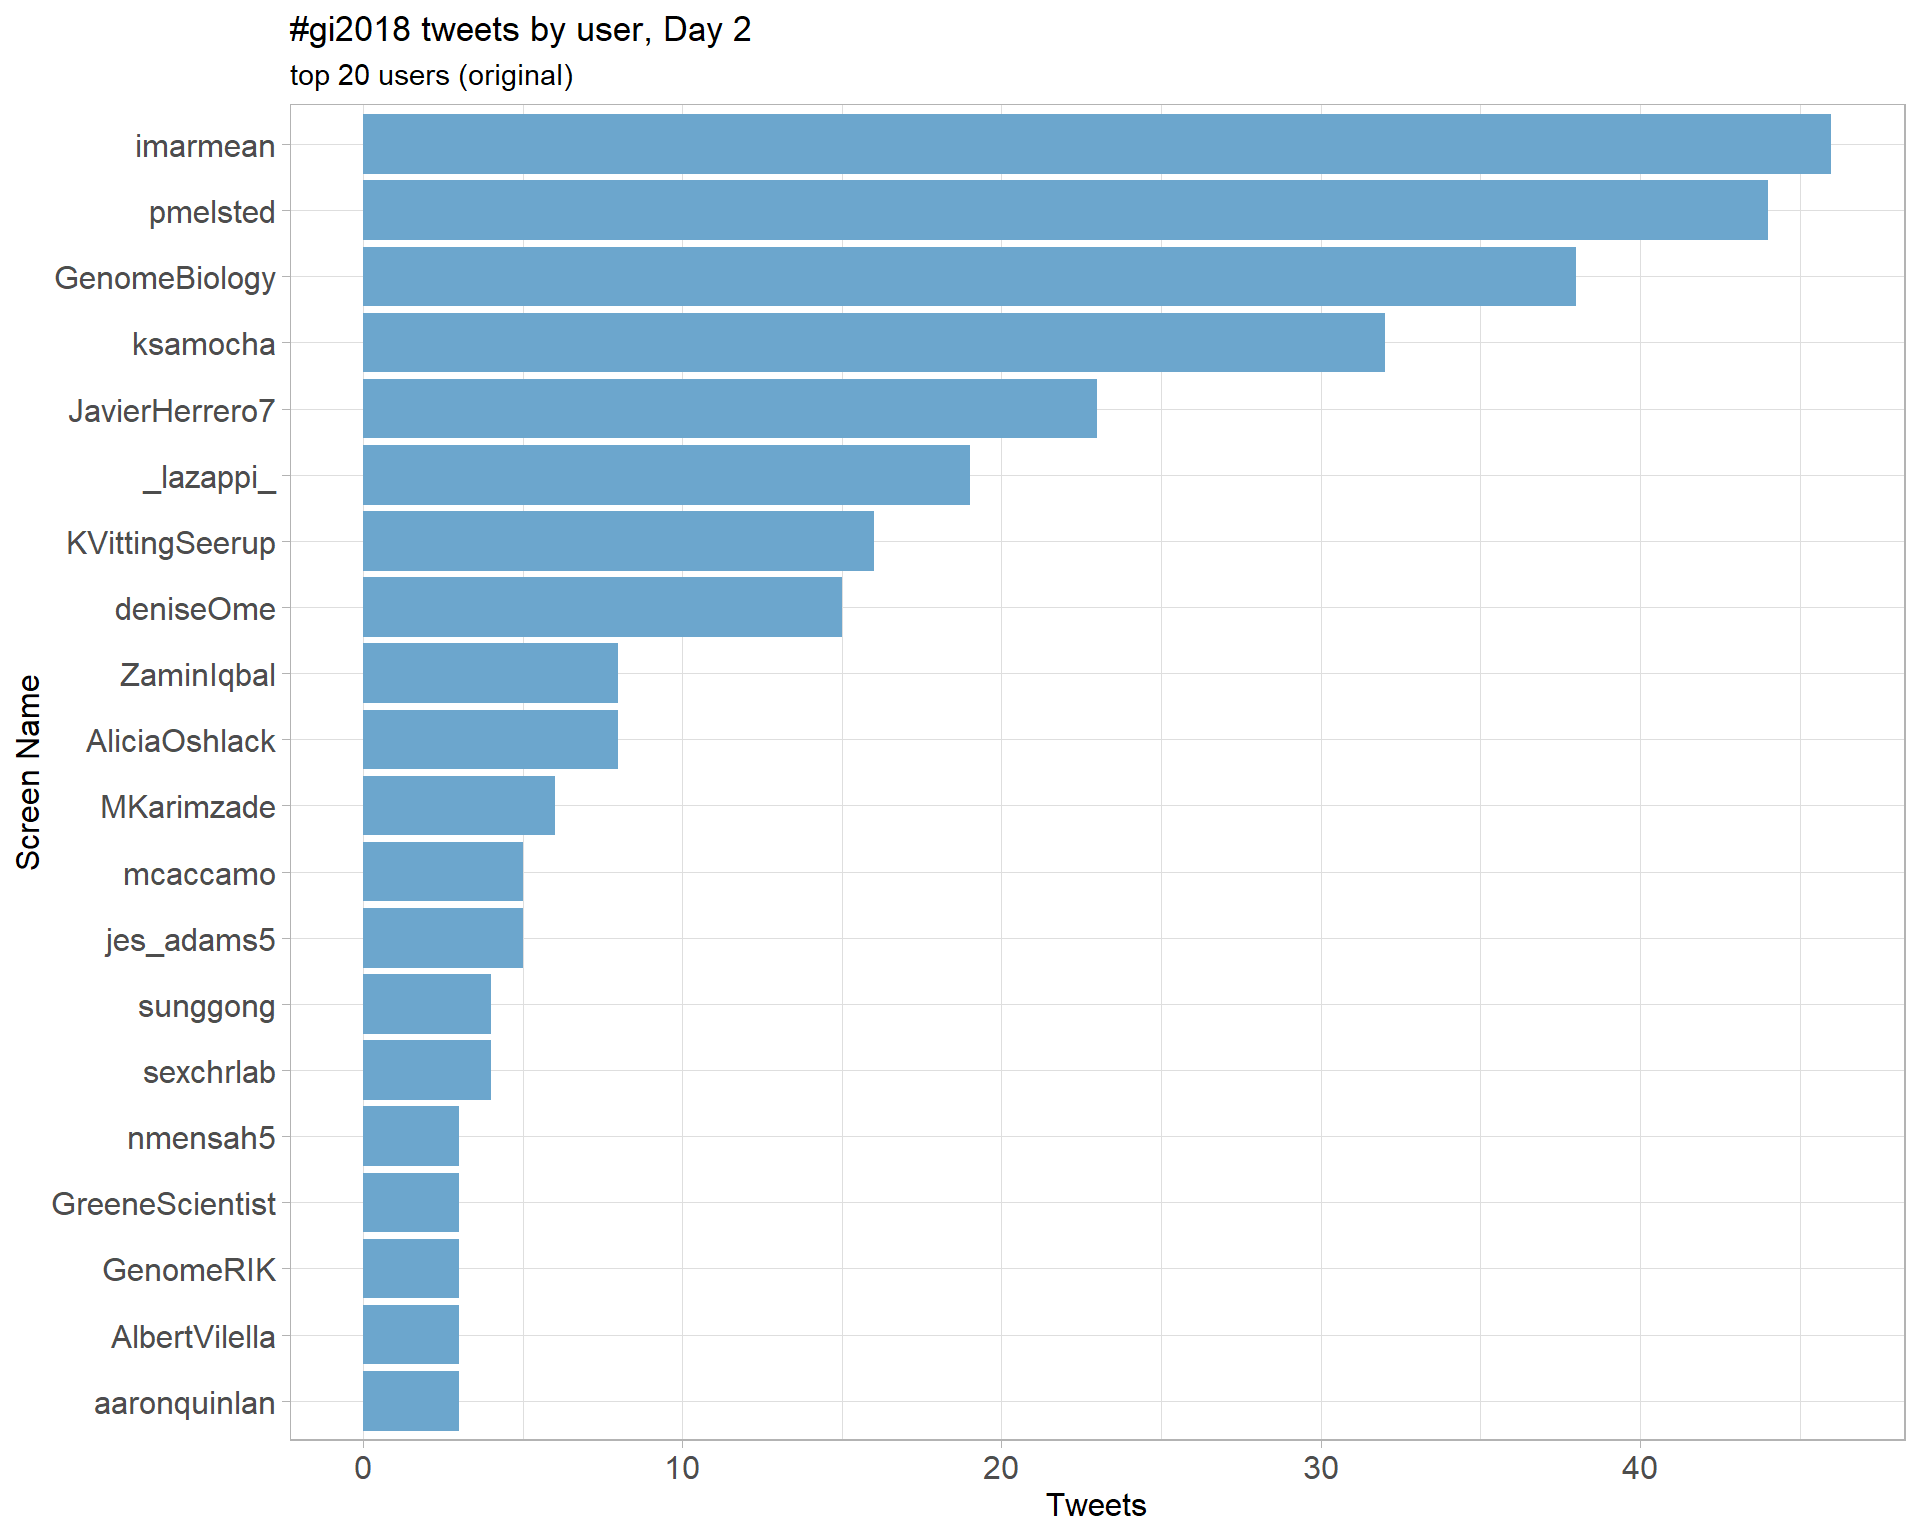 #gi2018 tweets by user, Day 2
top 20 users (original)
imarmean
pmelsted
GenomeBiology
ksamocha
JavierHerrero7
_lazappi_
KVittingSeerup
deniseOme
ZaminIqbal
AliciaOshlack
MKarimzade
mcaccamo
jes_adams5
sunggong
sexchrlab
nmensah5
GreeneScientist
GenomeRIK
AlbertVilella
aaronquinlan
Screen Name
0 10 20 30 40
Tweets